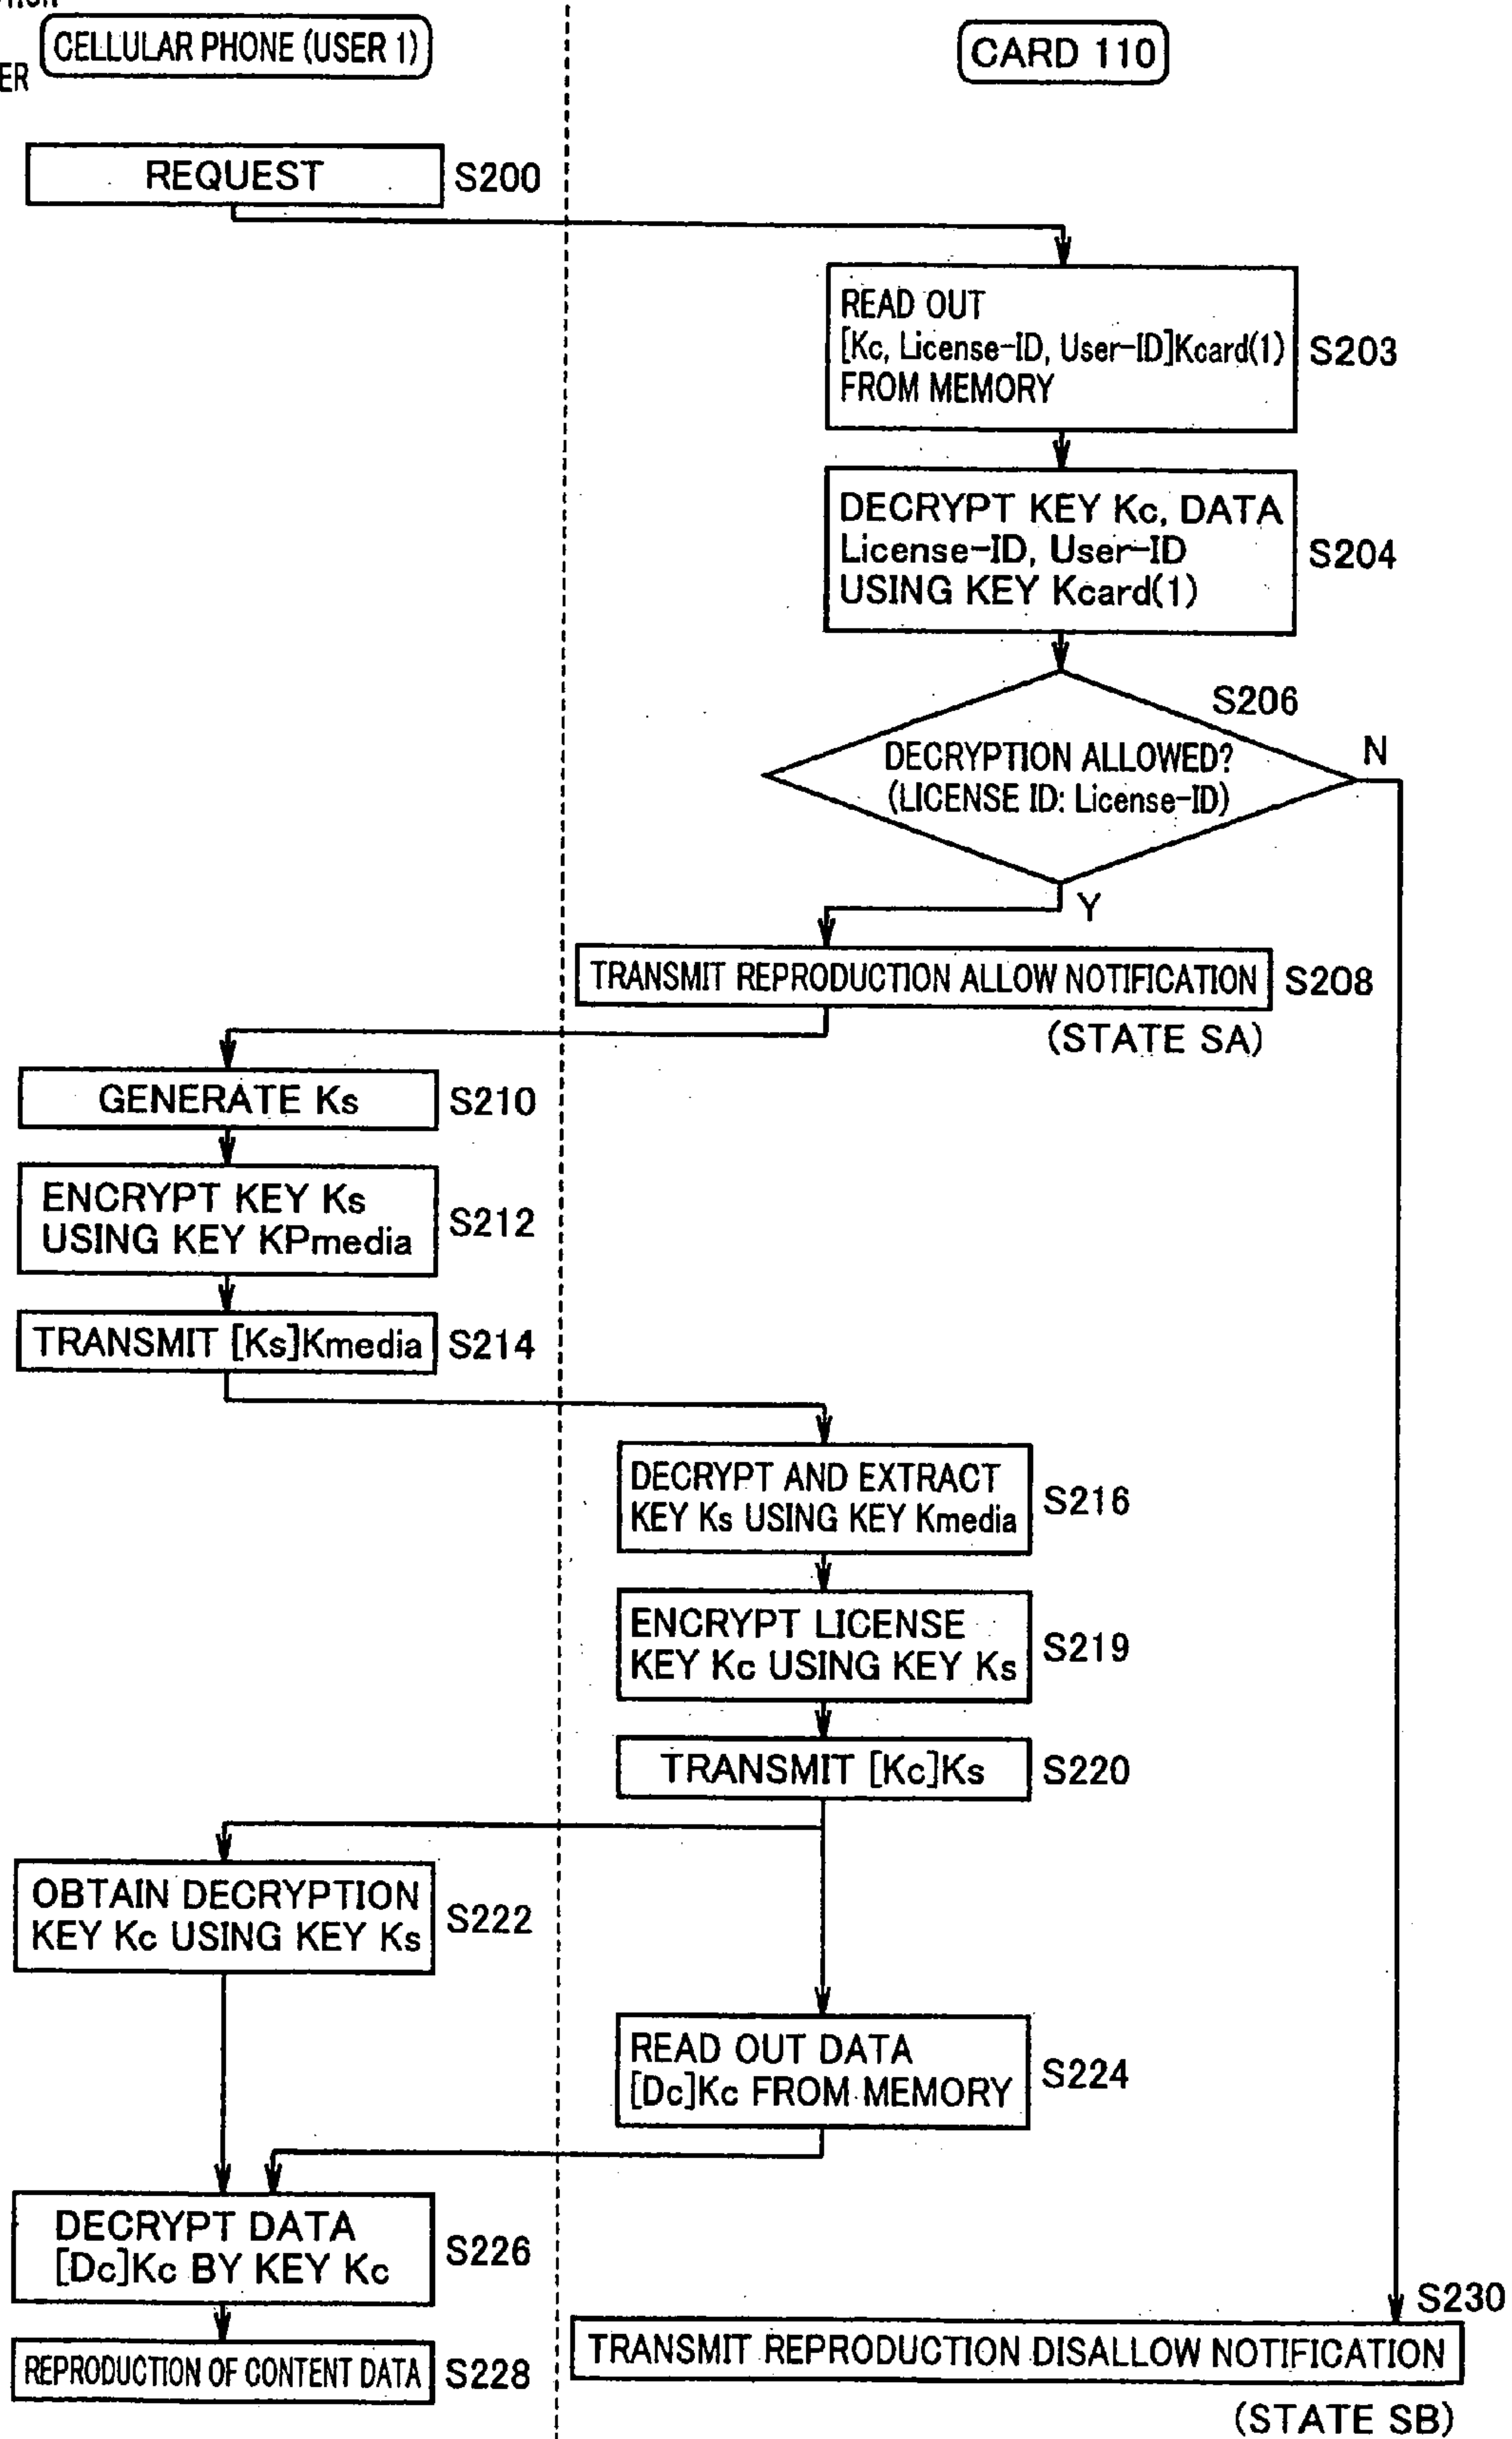 ER
CELLULAR PHONE (USER 1)
CARD 110
REQUEST
S200
READ OUT
[Kc, License-ID, User-ID]Kcard(1)
FROM MEMORY
S203
DECRYPT KEY Kc, DATA
License-ID, User-ID
USING KEY Kcard(1)
S204
S206
DECRYPTION ALLOWED?
(LICENSE ID: License-ID)
N
Y
TRANSMIT REPRODUCTION ALLOW NOTIFICATION
S208
(STATE SA)
GENERATE Ks
S210
ENCRYPT KEY Ks
USING KEY KPmedia
S212
TRANSMIT [Ks]Kmedia
S214
DECRYPT AND EXTRACT
KEY Ks USING KEY Kmedia
S216
ENCRYPT LICENSE
KEY Kc USING KEY Ks
S219
TRANSMIT [Kc]Ks
S220
OBTAIN DECRYPTION
KEY Kc USING KEY Ks
S222
READ OUT DATA
[Dc]Kc FROM MEMORY
S224
DECRYPT DATA
[Dc]Kc BY KEY Kc
S226
REPRODUCTION OF CONTENT DATA
S228
S230
TRANSMIT REPRODUCTION DISALLOW NOTIFICATION
(STATE SB)